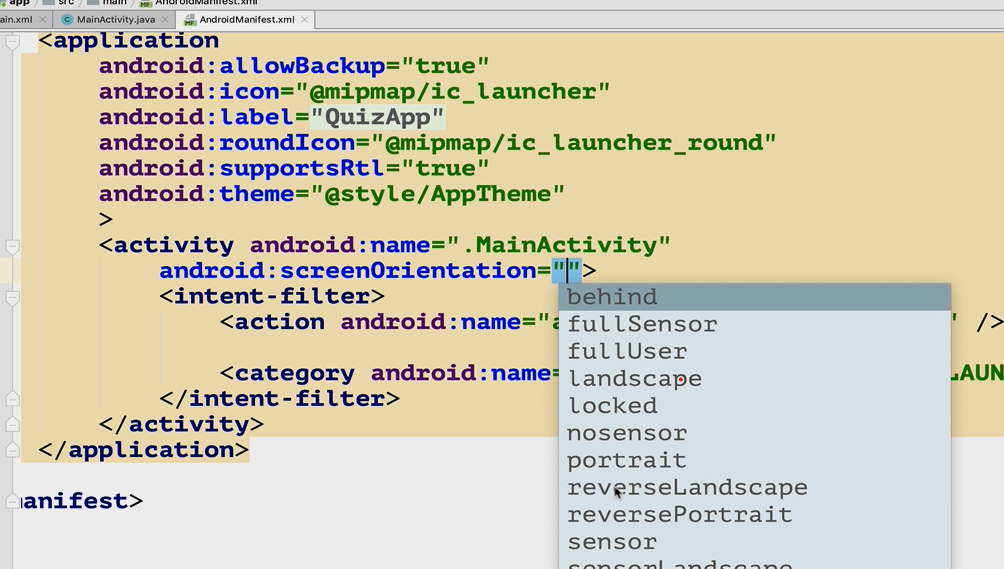 app src main AndroidManifest.xml
ain.xml MainActivity.java AndroidManifest.xml
<application
android:allowBackup="true"
android:icon="@mipmap/ic_launcher"
android:label="QuizApp"
android:roundIcon="@mipmap/ic_launcher_round"
android:supportsRtl="true"
android:theme="@style/AppTheme"
>
<activity android:name=".MainActivity"
android:screenOrientation="">
<intent-filter>
<action android:name="a " />
<category android:name= LAUN
</intent-filter>
</activity>
</application>
anifest>
behind
fullSensor
fullUser
landscape
locked
nosensor
portrait
reverseLandscape
reversePortrait
sensor
sensorLandscape